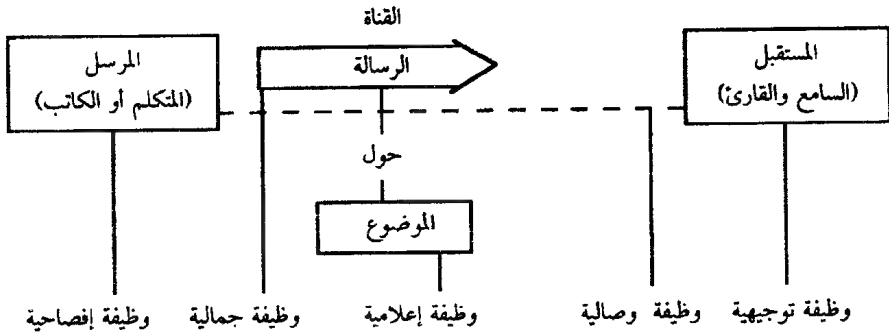 القناة
المرسل
(المتكلم أو الكاتب)
الرسالة
المستقبل
(السامع والقارئ)
حول
الموضوع
وظيفة إفصاحية
وظيفة جمالية
وظيفة إعلامية
وظيفة وصالية
وظيفة توجيهية